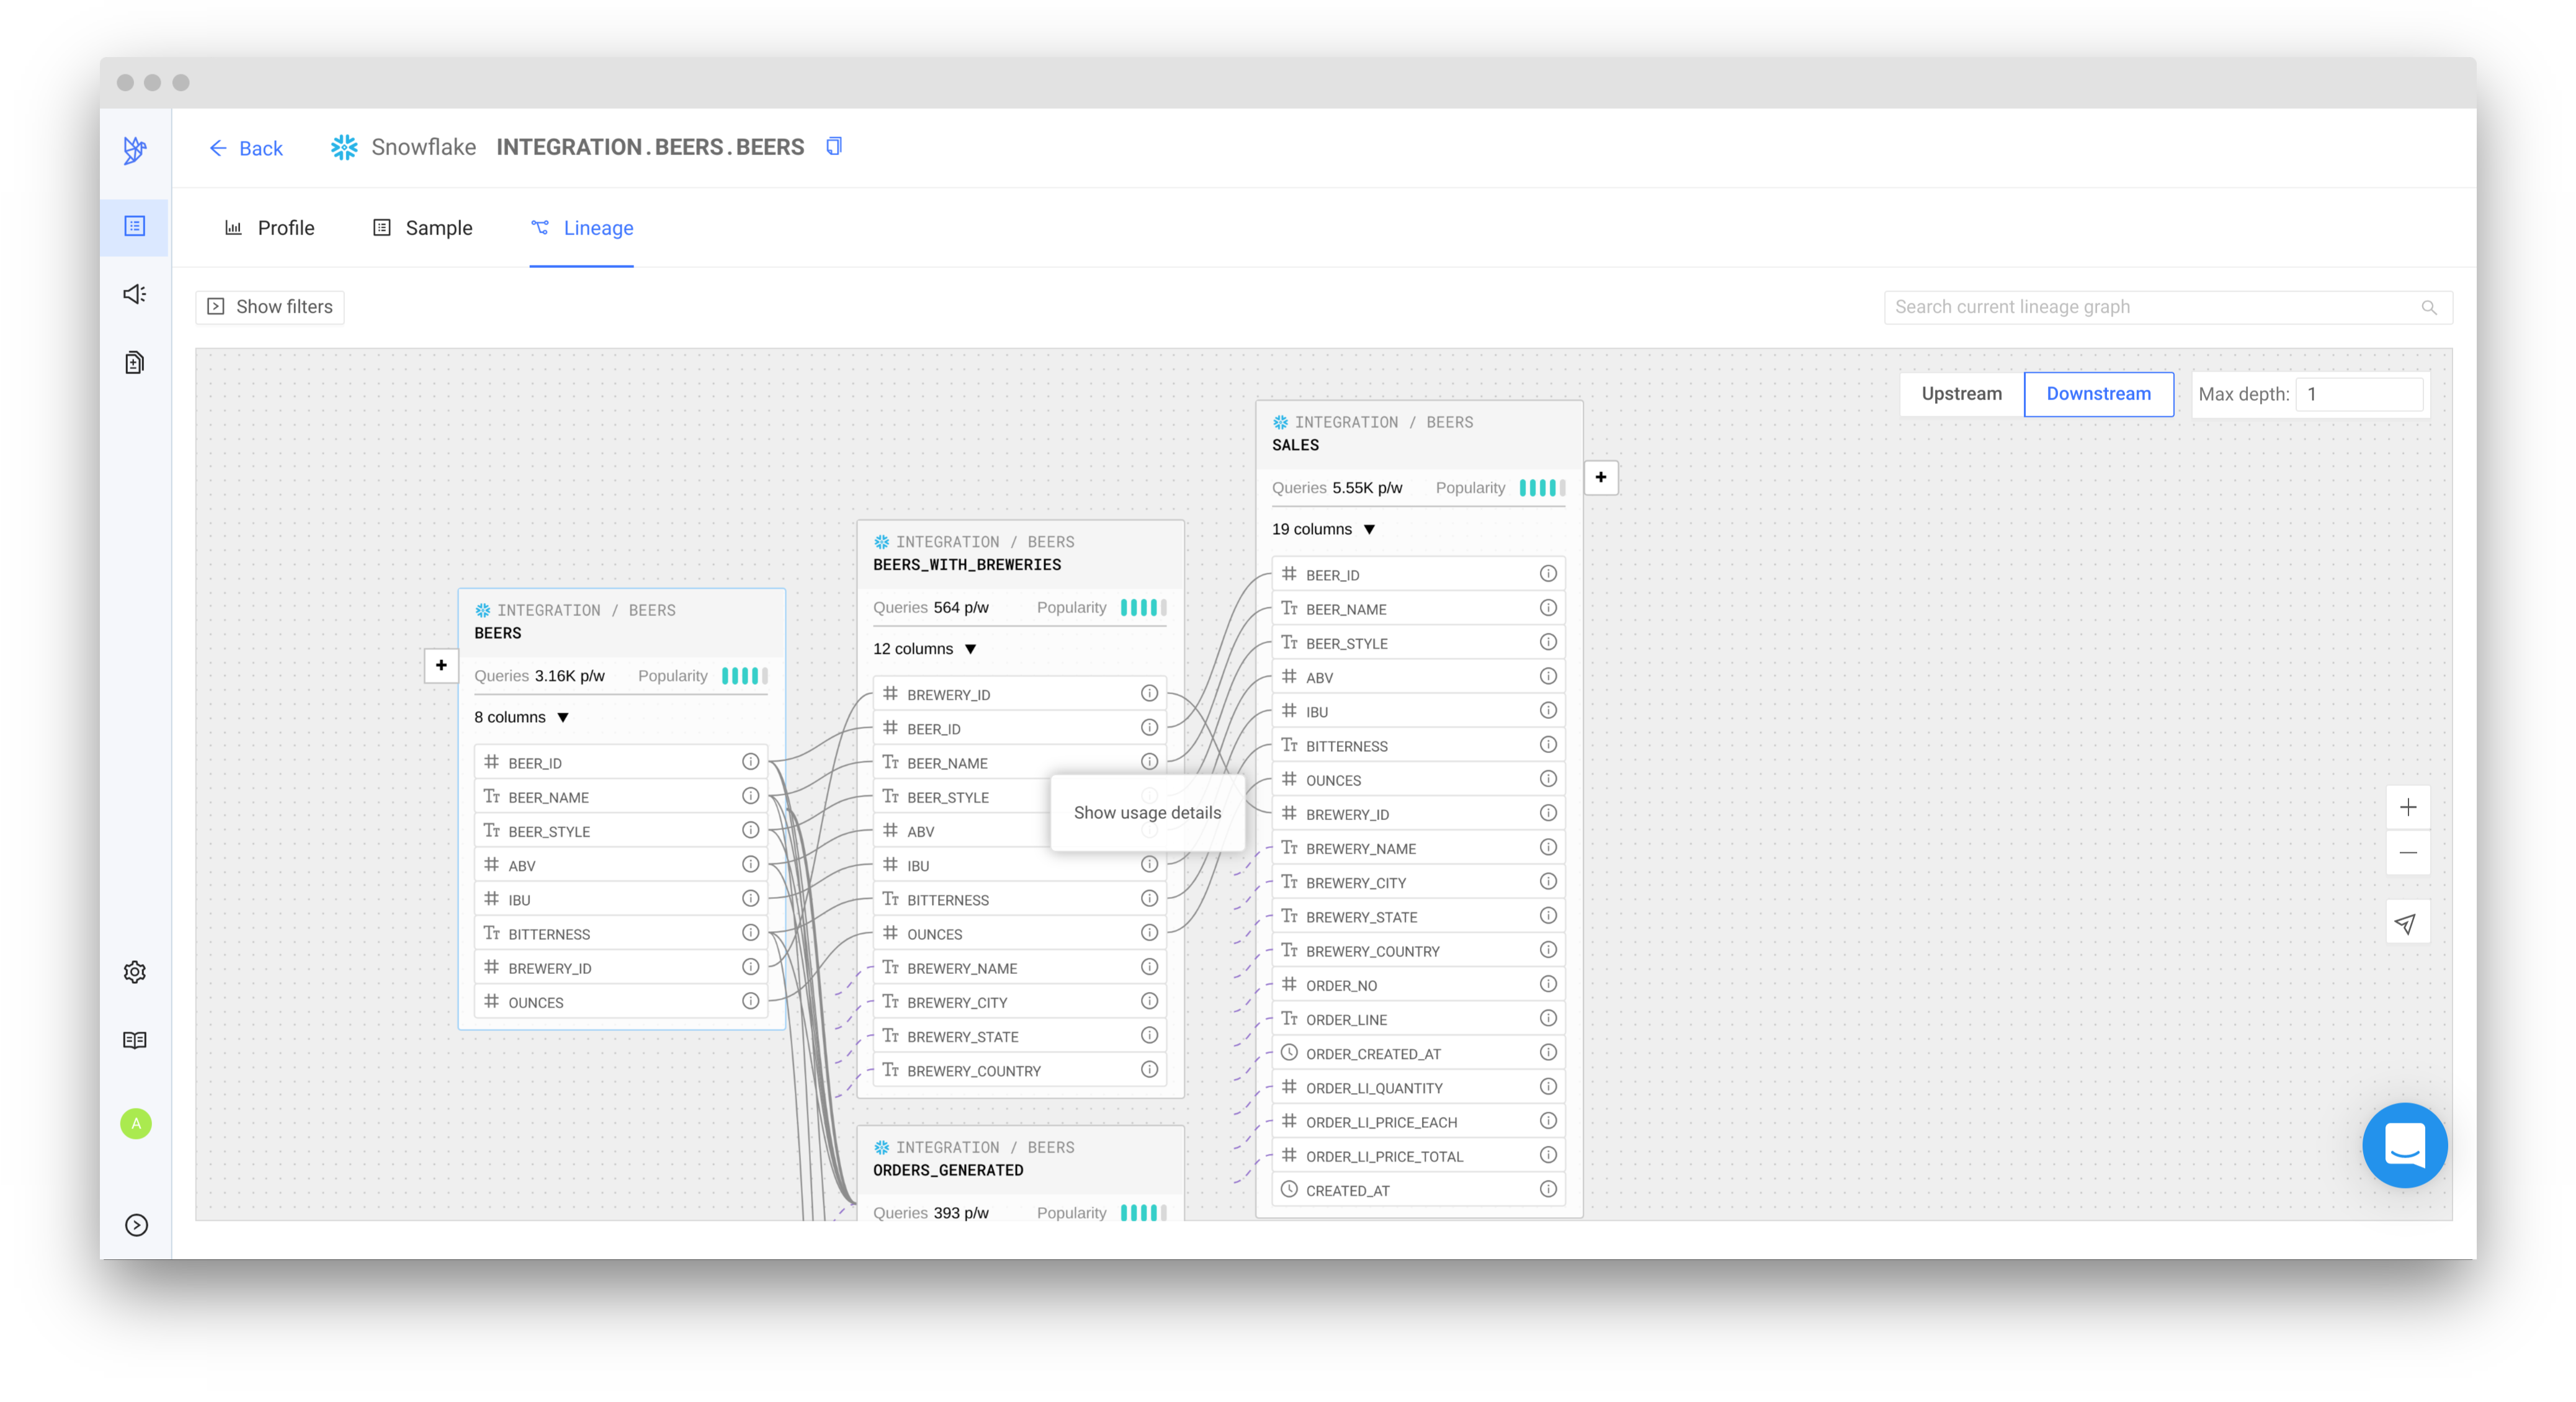 Back
Snowflake INTEGRATION.BEERS.BEERS
Profile
Sample
Lineage
Show filters
Search current lineage graph
Upstream
Downstream
Max depth: 1
INTEGRATION / BEERS
BEERS
Queries 3.16K p/w Popularity
8 columns
BEER_ID
BEER_NAME
BEER_STYLE
ABV
IBU
BITTERNESS
BREWERY_ID
OUNCES
INTEGRATION / BEERS
BEERS_WITH_BREWERIES
Queries 564 p/w Popularity
12 columns
BREWERY_ID
BEER_ID
BEER_NAME
BEER_STYLE
ABV
IBU
BITTERNESS
OUNCES
BREWERY_NAME
BREWERY_CITY
BREWERY_STATE
BREWERY_COUNTRY
Show usage details
INTEGRATION / BEERS
ORDERS_GENERATED
Queries 393 p/w Popularity
INTEGRATION / BEERS
SALES
Queries 5.55K p/w Popularity
19 columns
BEER_ID
BEER_NAME
BEER_STYLE
ABV
IBU
BITTERNESS
OUNCES
BREWERY_ID
BREWERY_NAME
BREWERY_CITY
BREWERY_STATE
BREWERY_COUNTRY
ORDER_NO
ORDER_LINE
ORDER_CREATED_AT
ORDER_LI_QUANTITY
ORDER_LI_PRICE_EACH
ORDER_LI_PRICE_TOTAL
CREATED_AT
A